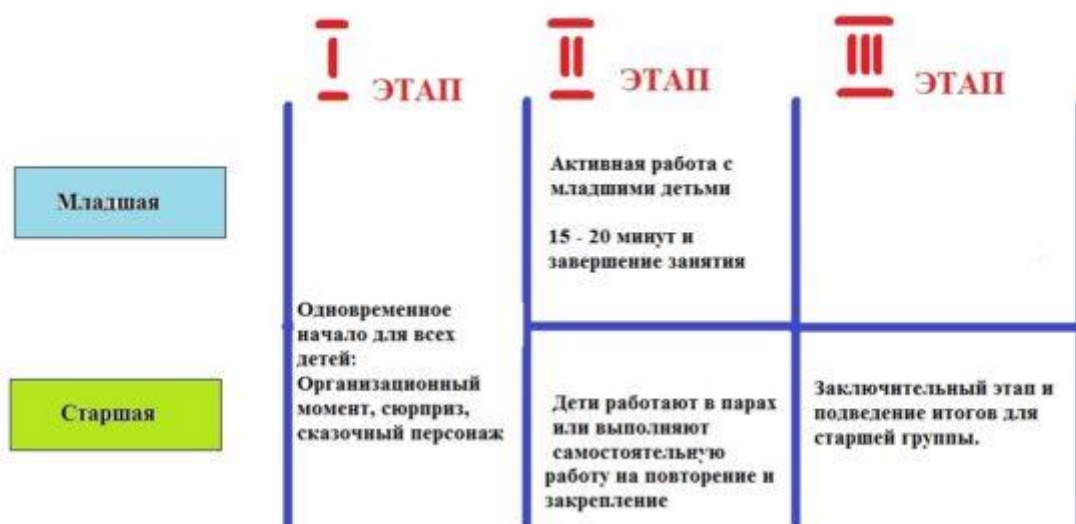 I ЭТАП
II ЭТАП
III ЭТАП
Младшая
Активная работа с
младшими детьми
15 - 20 минут и
завершение занятия
Одновременное
начало для всех
детей:
Организационный
момент, сюрприз,
сказочный персонаж
Старшая
Дети работают в парах
или выполняют
самостоятельную
работу на повторение и
закрепление
Заключительный этап и
подведение итогов для
старшей группы.